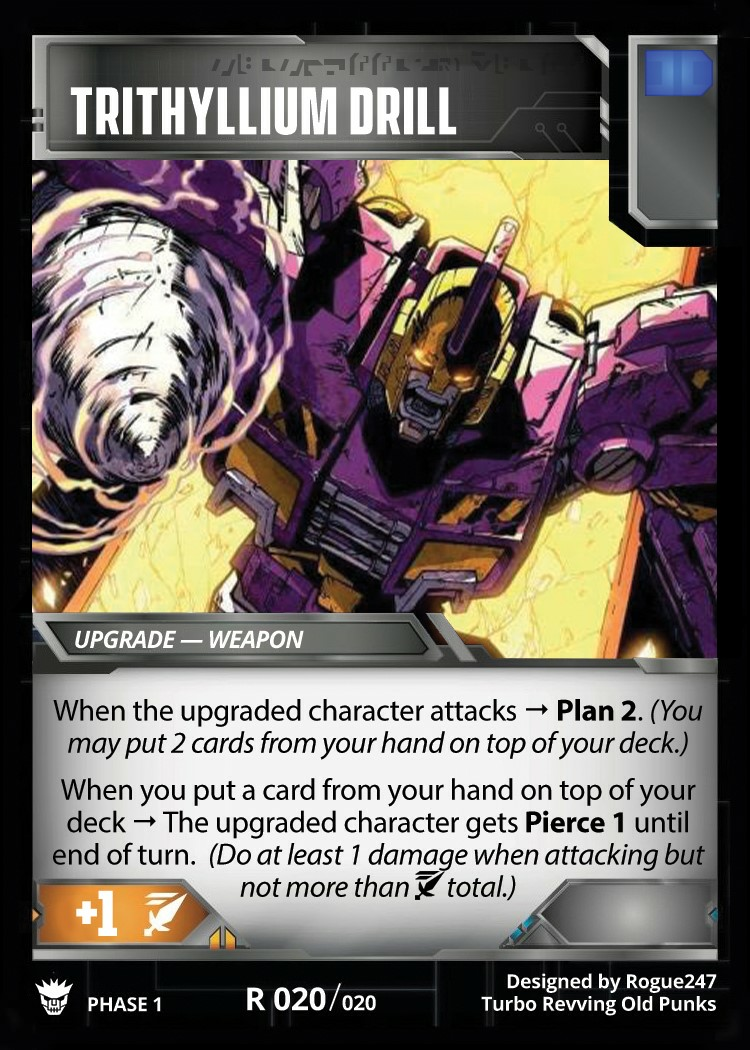 TRITHYLLIUM DRILL
UPGRADE — WEAPON
When the upgraded character attacks → Plan 2. (You
may put 2 cards from your hand on top of your deck.)
When you put a card from your hand on top of your
deck → The upgraded character gets Pierce 1 until
end of turn. (Do at least 1 damage when attacking but
not more than total.)
+1
PHASE 1
R 020/020
Designed by Rogue247
Turbo Revving Old Punks